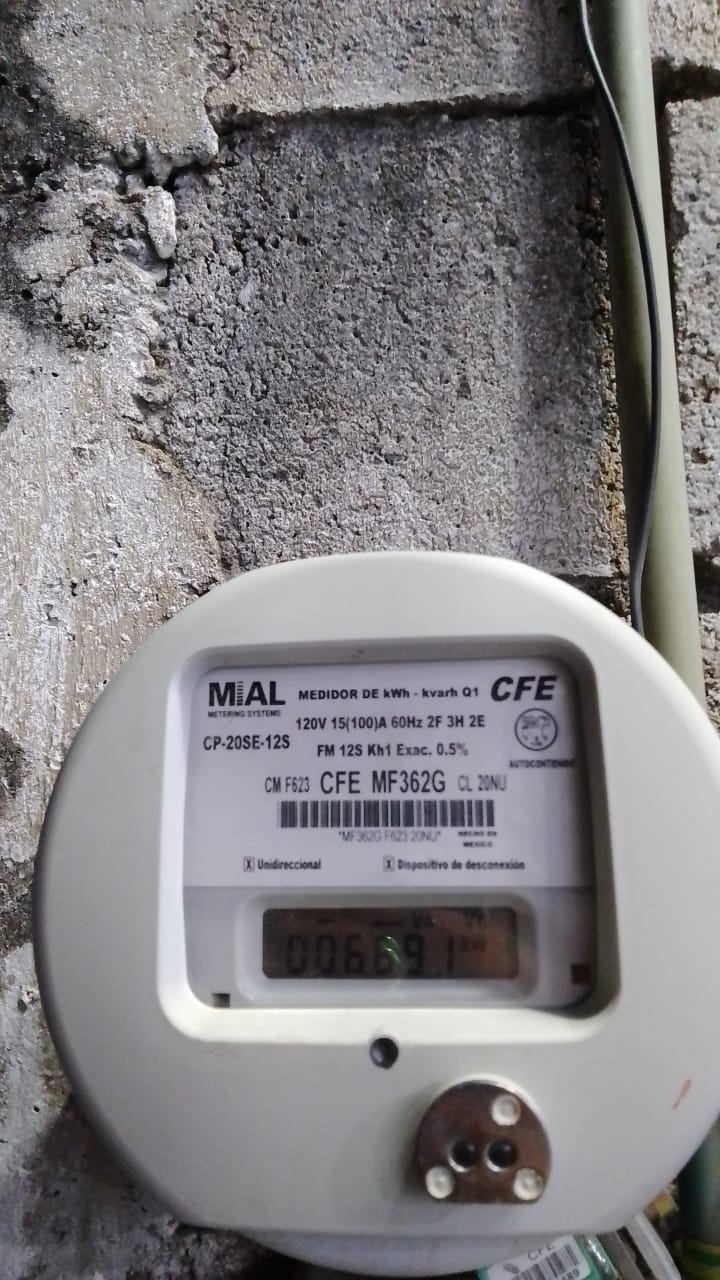 MIAL
METERING SYSTEMS
MEDIDOR DE kWh - kvarh Q1
CFE
120V 15(100)A 60Hz 2F 3H 2E
CP-20SE-12S
FM 12S Kh1 Exac. 0.5%
AUTOCONTENIDO
CM F623 CFE MF362G CL 20NU
*MF362G F623 20NU*
HECHO EN
MEXICO
X Unidireccional
X Dispositivo de desconexión
kW
CFE